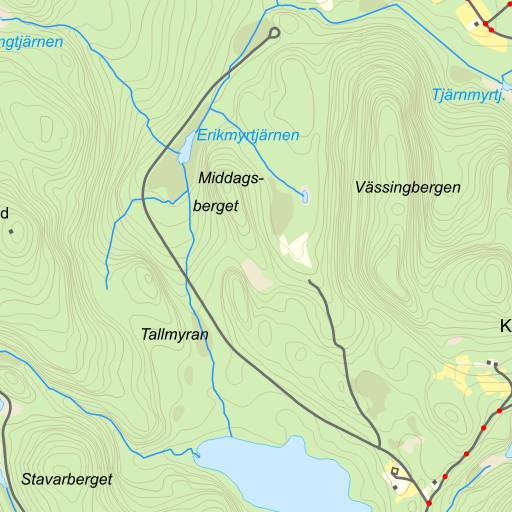 ngtjärnen
Tjärnmyrtj.
Erikmyrtjärnen
Middags-
berget
Vässingbergen
d
Tallmyran
K
Stavarberget